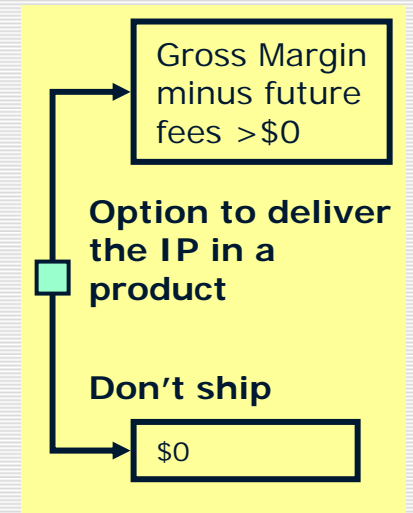 Gross Margin
minus future
fees >$0
Option to deliver
the IP in a
product
Don't ship
$0